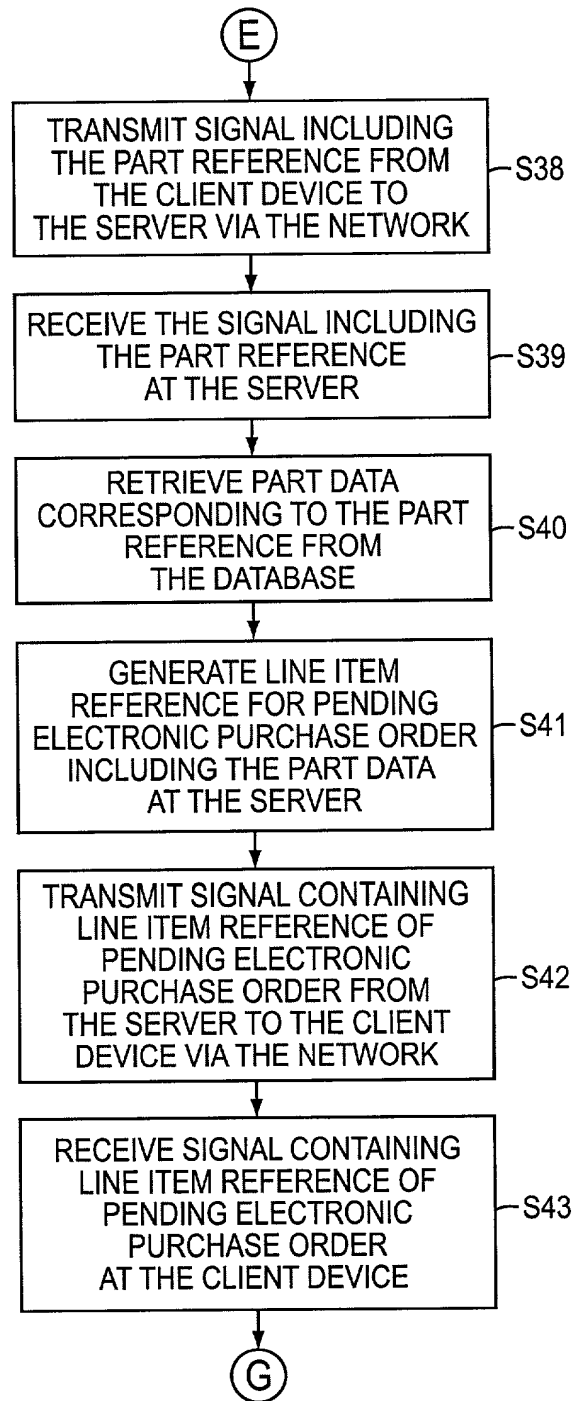 E
TRANSMIT SIGNAL INCLUDING
THE PART REFERENCE FROM
THE CLIENT DEVICE TO
THE SERVER VIA THE NETWORK
S38
RECEIVE THE SIGNAL INCLUDING
THE PART REFERENCE
AT THE SERVER
S39
RETRIEVE PART DATA
CORRESPONDING TO THE PART
REFERENCE FROM
THE DATABASE
S40
GENERATE LINE ITEM
REFERENCE FOR PENDING
ELECTRONIC PURCHASE ORDER
INCLUDING THE PART DATA
AT THE SERVER
S41
TRANSMIT SIGNAL CONTAINING
LINE ITEM REFERENCE OF
PENDING ELECTRONIC
PURCHASE ORDER FROM
THE SERVER TO THE CLIENT
DEVICE VIA THE NETWORK
S42
RECEIVE SIGNAL CONTAINING
LINE ITEM REFERENCE OF
PENDING ELECTRONIC
PURCHASE ORDER
AT THE CLIENT DEVICE
S43
G